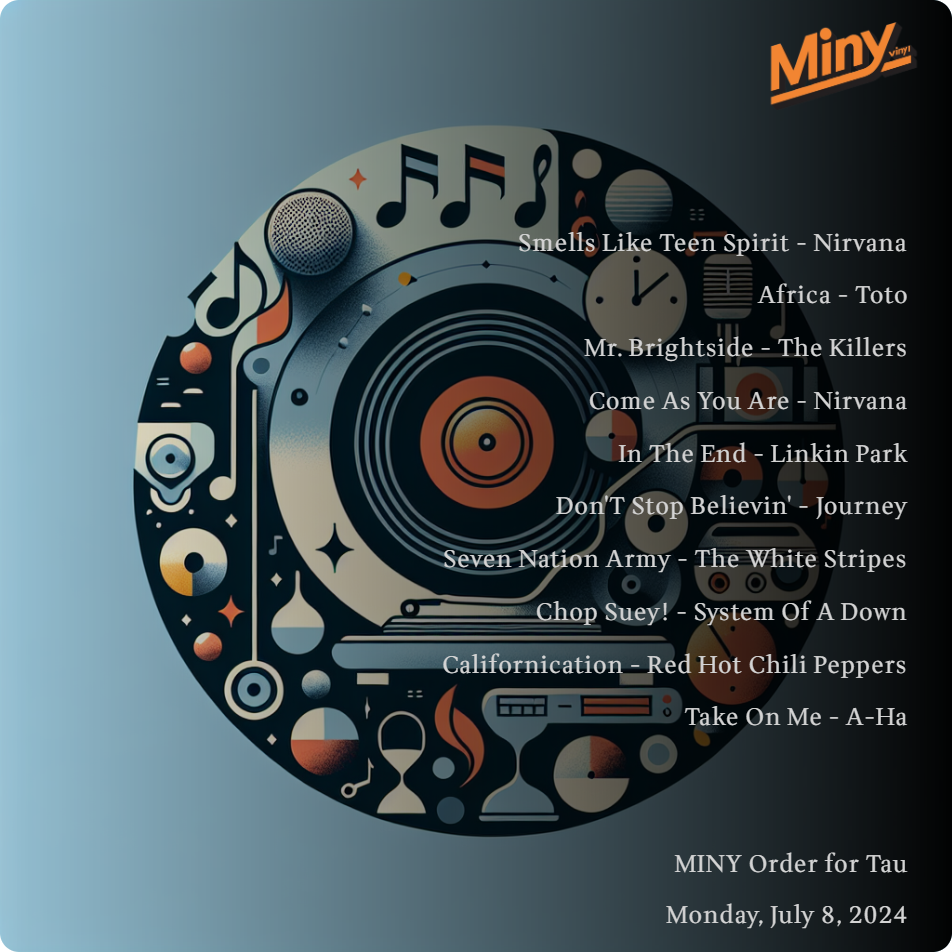 Miny
vinyl
Smells Like Teen Spirit - Nirvana
Africa - Toto
Mr. Brightside - The Killers
Come As You Are - Nirvana
In The End - Linkin Park
Don'T Stop Believin' - Journey
Seven Nation Army - The White Stripes
Chop Suey! - System Of A Down
Californication - Red Hot Chili Peppers
Take On Me - A-Ha
MINY Order for Tau
Monday, July 8, 2024